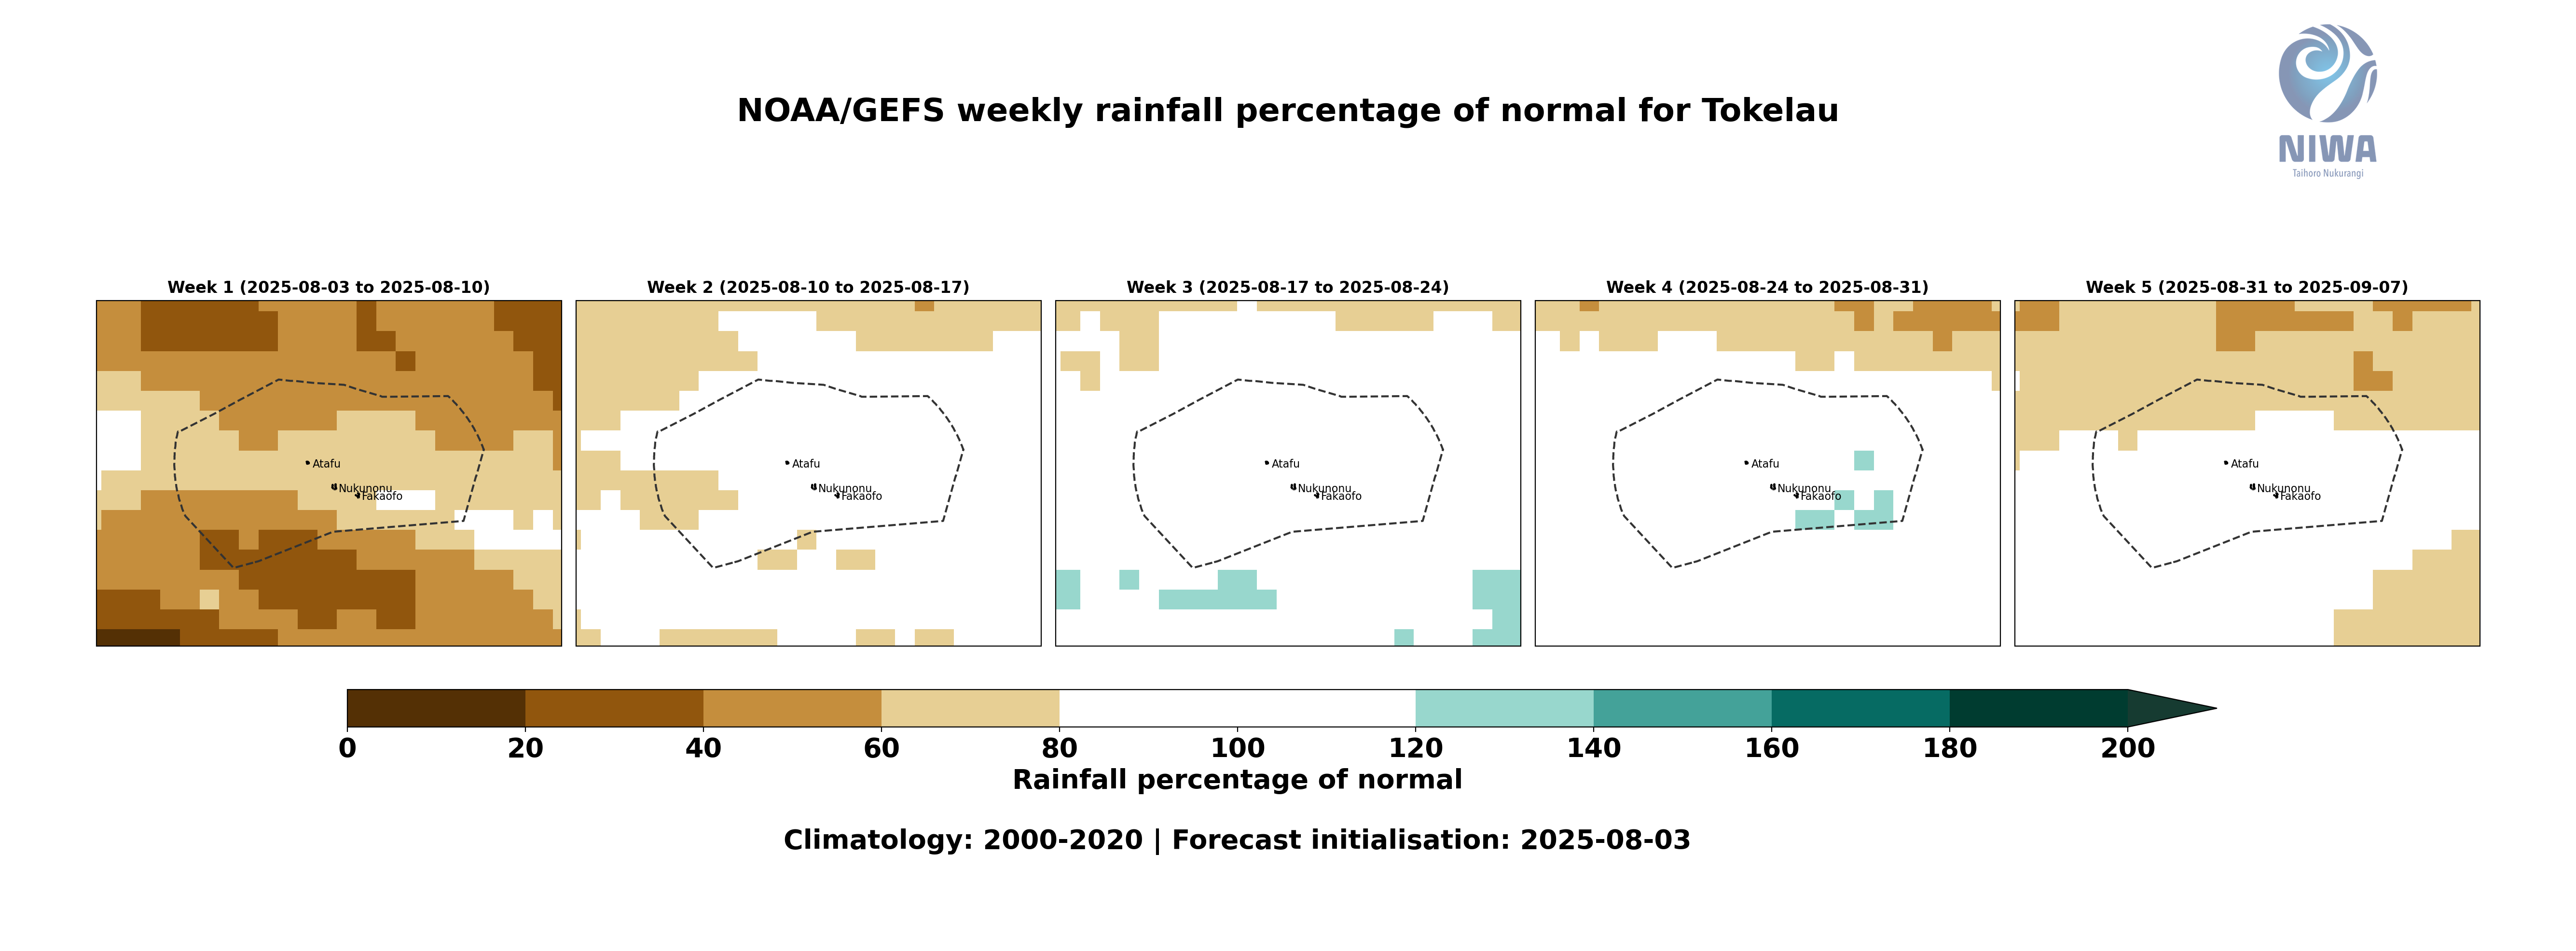 NOAA/GEFS weekly rainfall percentage of normal for Tokelau
NIWA
Taihoro Nukurangi
Week 1 (2025-08-03 to 2025-08-10)
Week 2 (2025-08-10 to 2025-08-17)
Week 3 (2025-08-17 to 2025-08-24)
Week 4 (2025-08-24 to 2025-08-31)
Week 5 (2025-08-31 to 2025-09-07)
Atafu
Nukunonu
Fakaofo
Atafu
Nukunonu
Fakaofo
Atafu
Nukunonu
Fakaofo
Atafu
Nukunonu
Fakaofo
Atafu
Nukunonu
Fakaofo
0 20 40 60 80 100 120 140 160 180 200
Rainfall percentage of normal
Climatology: 2000-2020 | Forecast initialisation: 2025-08-03